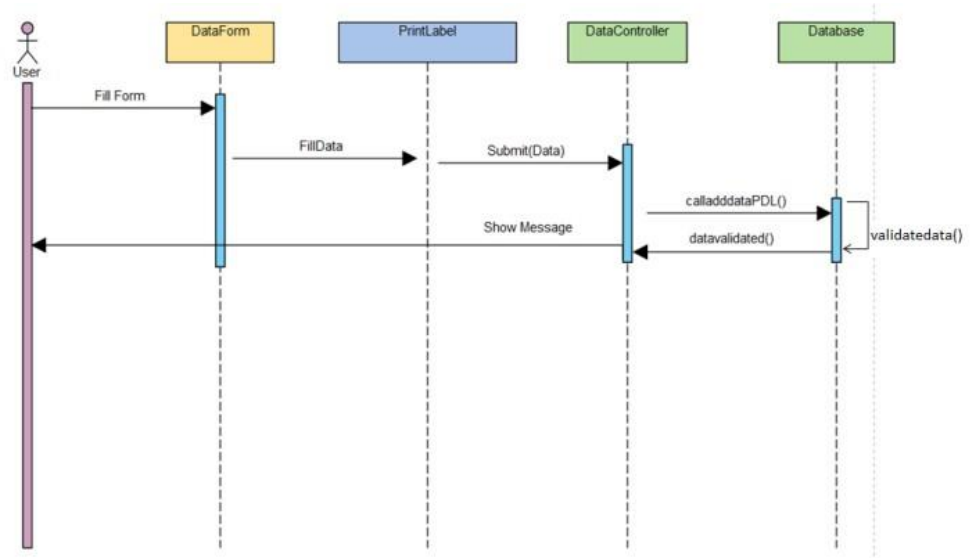 DataForm
PrintLabel
DataController
Database
User
Fill Form
FillData
Submit(Data)
calladddataPDL()
Show Message
datavalidated()
validatedata()